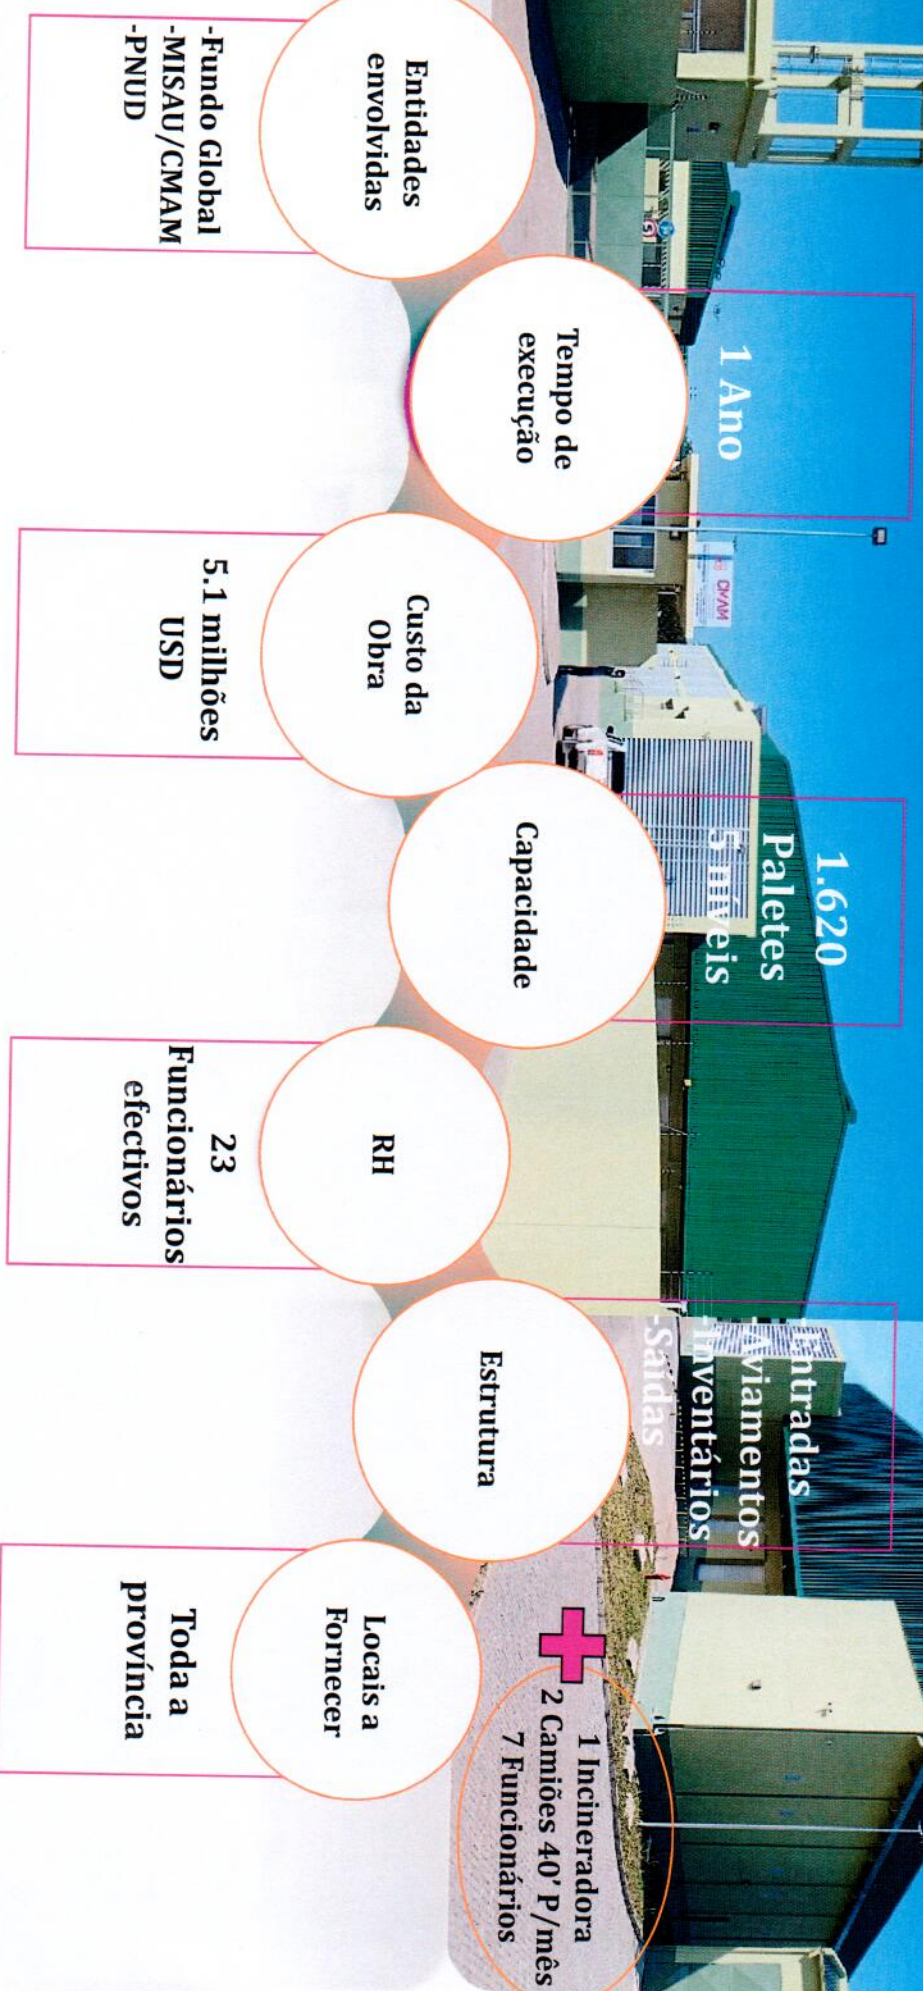 Entidades
envolvidas
-Fundo Global
-MISAU/CMAM
-PNUD
1 Ano
Tempo de
execução
CMAM
Custo da
Obra
5.1 milhões
USD
1.620
Paletes
5 níveis
Capacidade
RH
23
Funcionários
efectivos
-Entradas
-Aviamentos
-Inventários
-Saídas
Estrutura
Locais a
Fornecer
Toda a
província
1 Incineradora
2 Camiões 40' P/mês
7 Funcionários